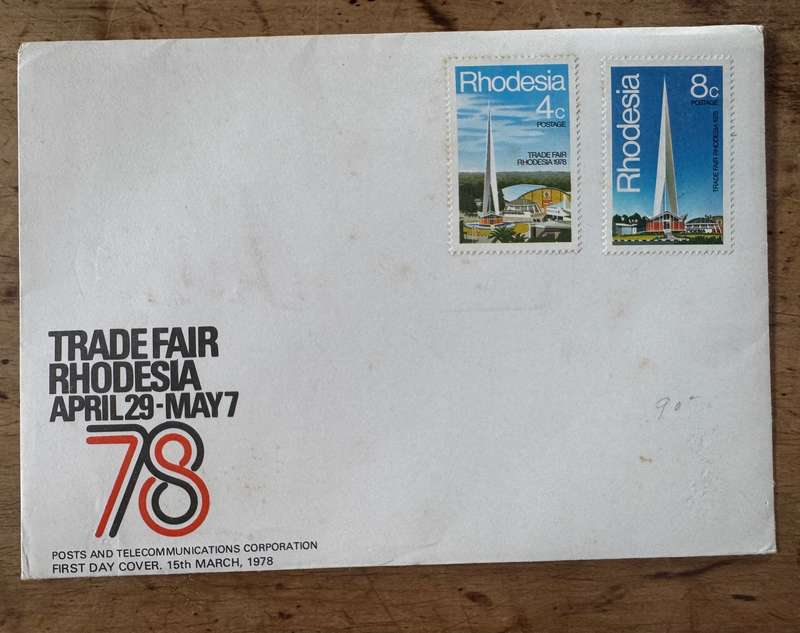 Rhodesia
4c
POSTAGE
TRADE FAIR
RHODESIA 1978
Rhodesia
8c
POSTAGE
TRADE FAIR RHODESIA 1978
TRADE FAIR
RHODESIA
APRIL 29-MAY 7
78
POSTS AND TELECOMMUNICATIONS CORPORATION
FIRST DAY COVER. 15th MARCH, 1978